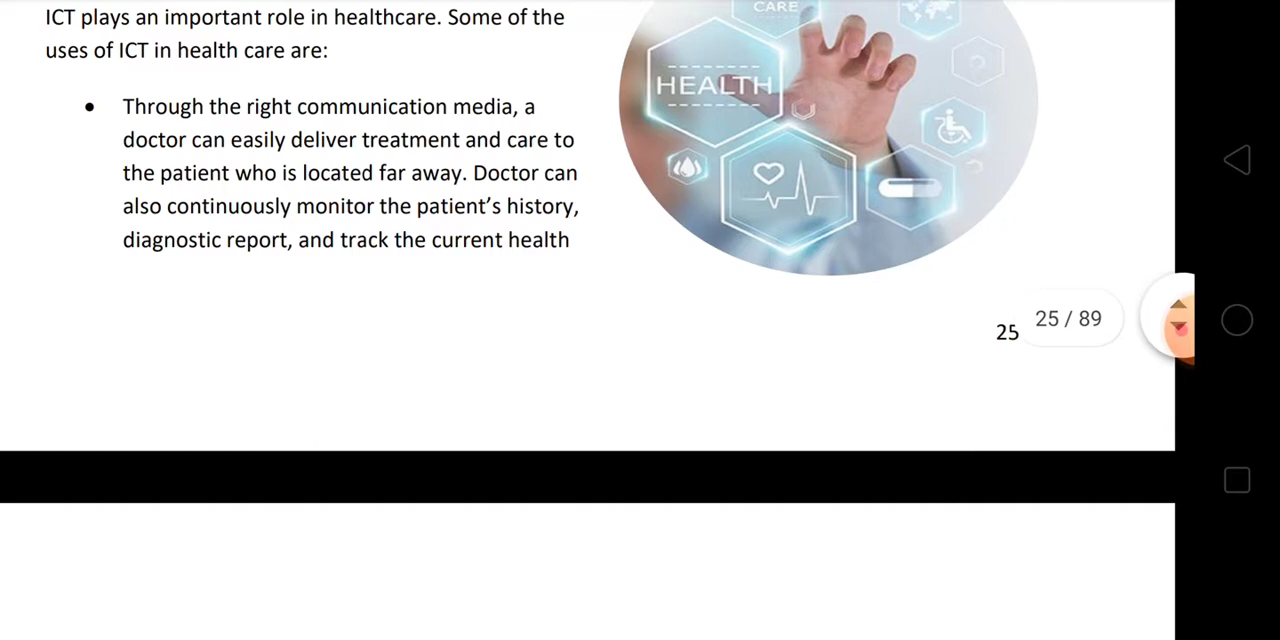 ICT plays an important role in healthcare. Some of the
uses of ICT in health care are:
• Through the right communication media, a
doctor can easily deliver treatment and care to
the patient who is located far away. Doctor can
also continuously monitor the patient’s history,
diagnostic report, and track the current health
CARE
HEALTH
25
25 / 89